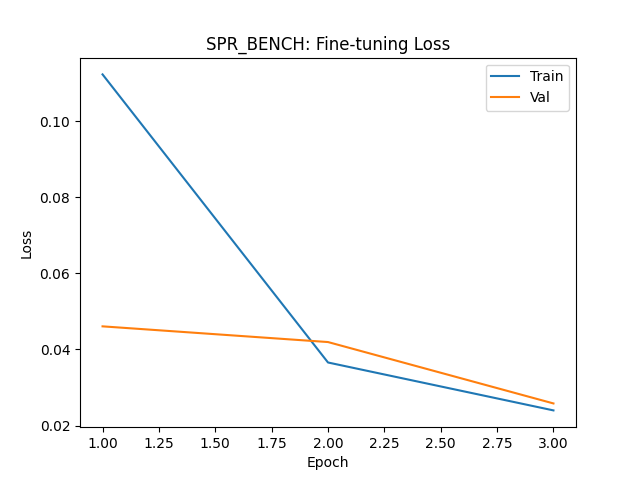 SPR_BENCH: Fine-tuning Loss
Train
Val
0.10
0.08
0.06
0.04
0.02
Loss
1.00 1.25 1.50 1.75 2.00 2.25 2.50 2.75 3.00
Epoch